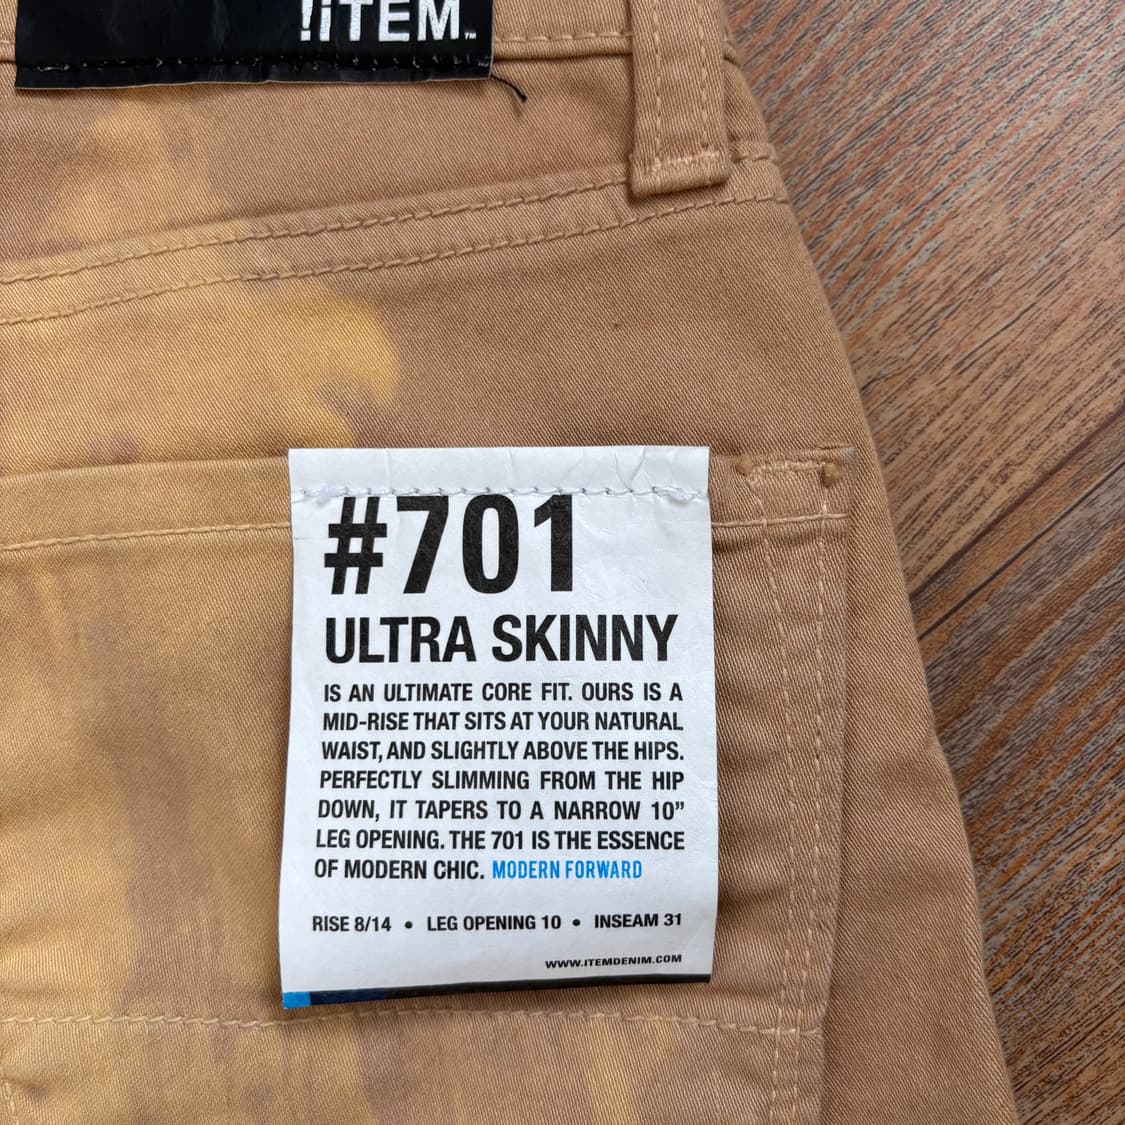 !iTEM™
#701
ULTRA SKINNY
IS AN ULTIMATE CORE FIT. OURS IS A
MID-RISE THAT SITS AT YOUR NATURAL
WAIST, AND SLIGHTLY ABOVE THE HIPS.
PERFECTLY SLIMMING FROM THE HIP
DOWN, IT TAPERS TO A NARROW 10”
LEG OPENING. THE 701 IS THE ESSENCE
OF MODERN CHIC. MODERN FORWARD
RISE 8/14 • LEG OPENING 10 • INSEAM 31
WWW.ITEMDENIM.COM